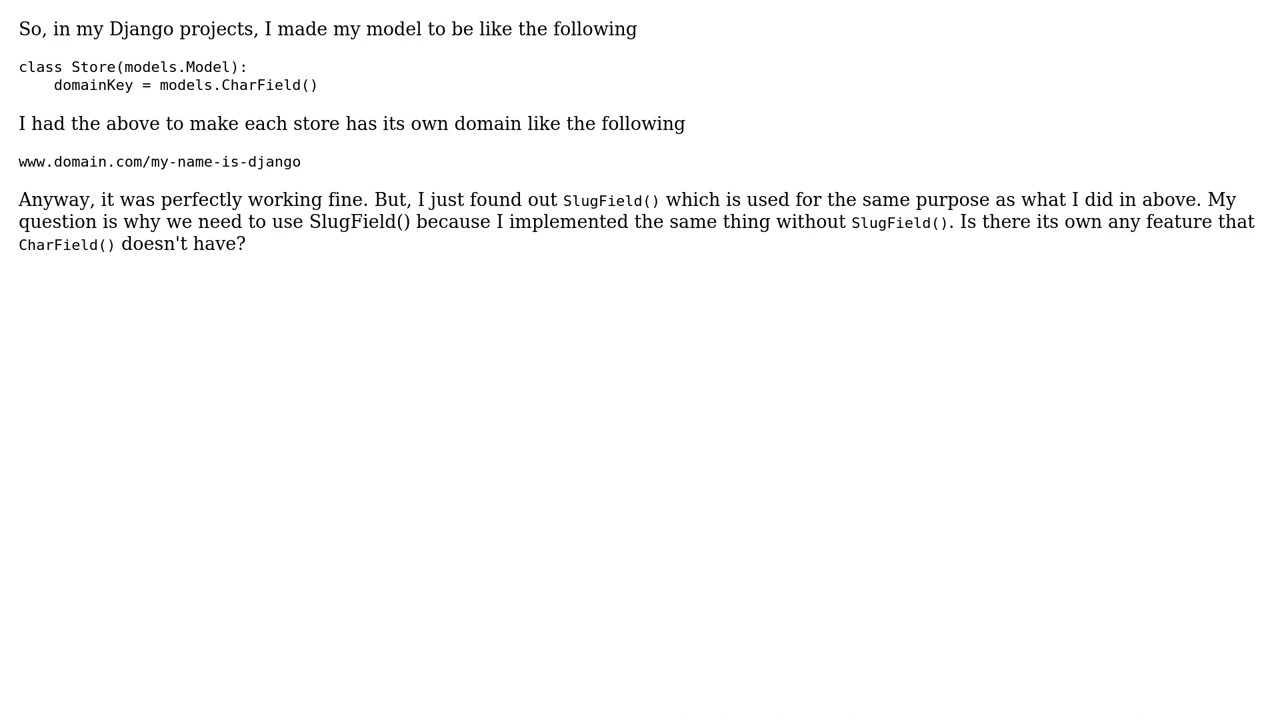 So, in my Django projects, I made my model to be like the following
class Store(models.Model):
    domainKey = models.CharField()
I had the above to make each store has its own domain like the following
www.domain.com/my-name-is-django
Anyway, it was perfectly working fine. But, I just found out SlugField() which is used for the same purpose as what I did in above. My
question is why we need to use SlugField() because I implemented the same thing without SlugField(). Is there its own any feature that
CharField() doesn't have?